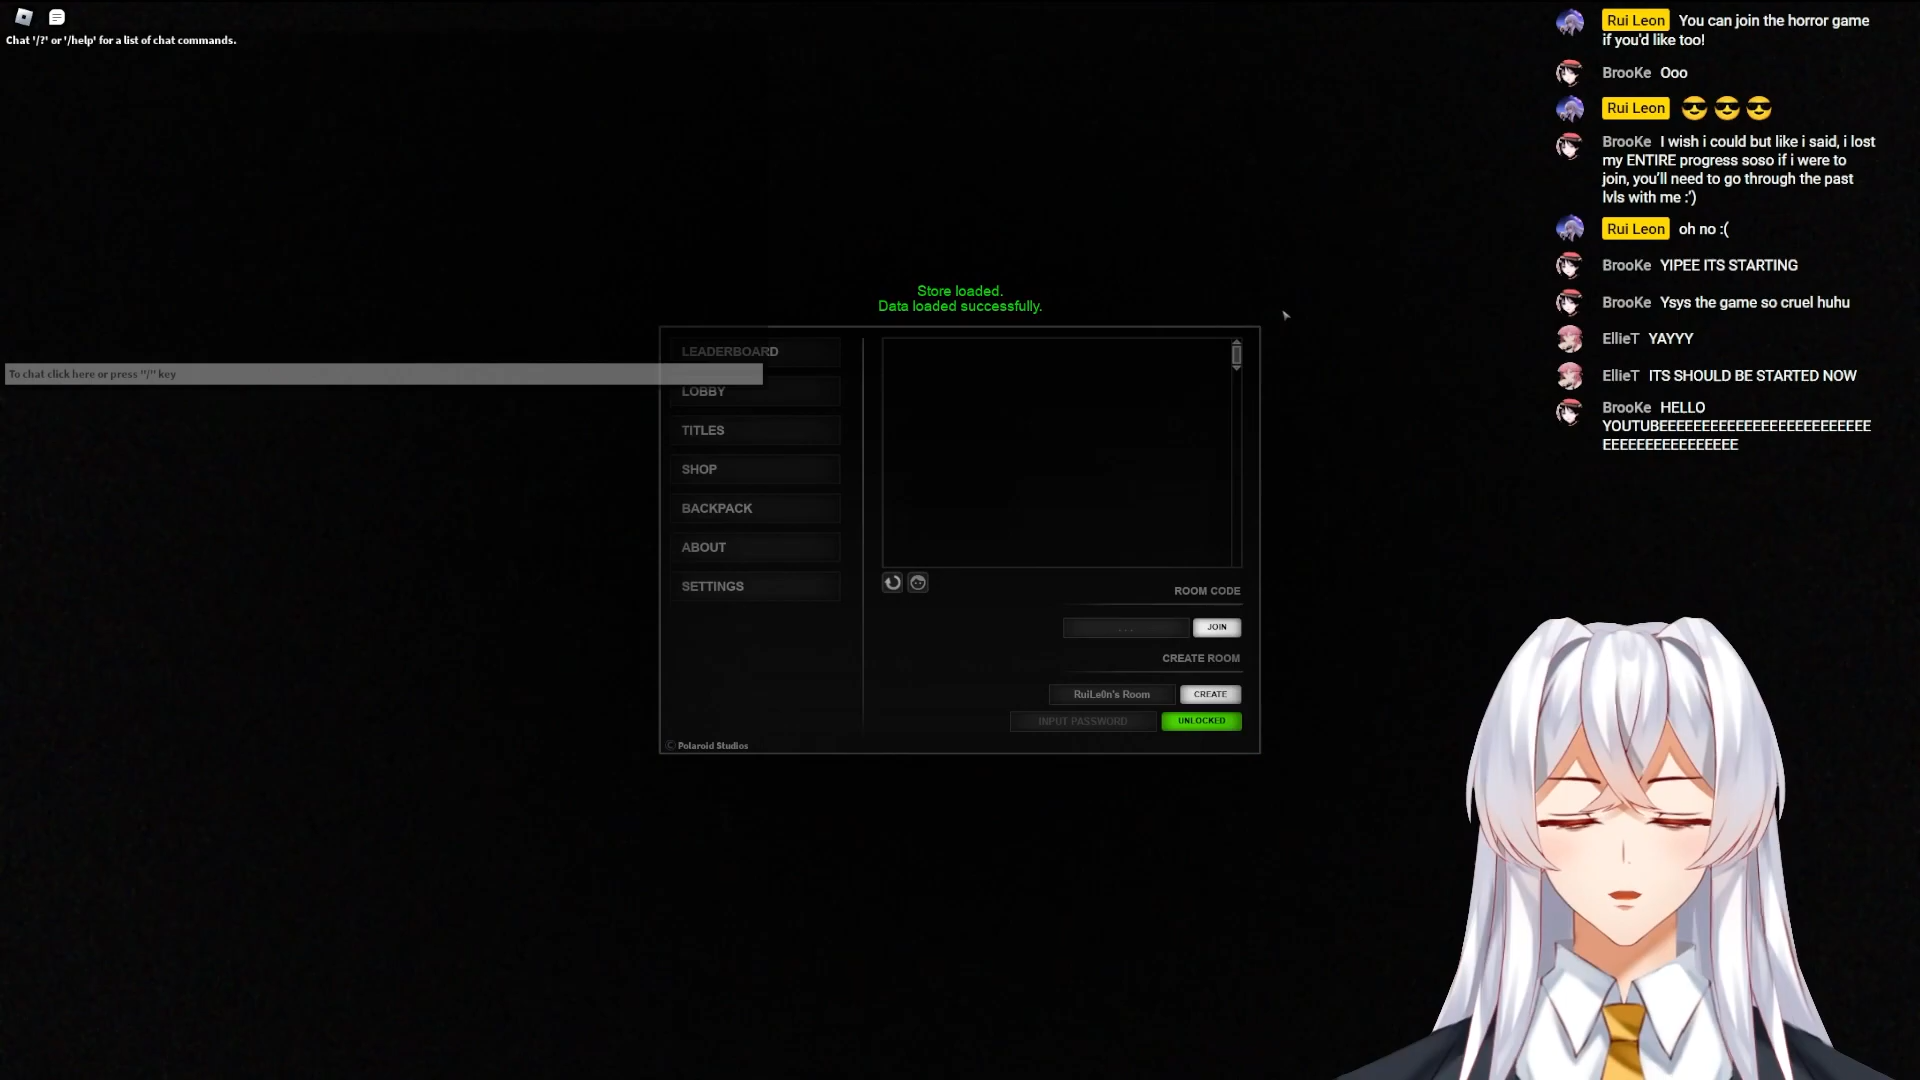 Chat '/?' or '/help' for a list of chat commands.
To chat click here or press "/" key
Store loaded.
Data loaded successfully.
LEADERBOARD
LOBBY
TITLES
SHOP
BACKPACK
ABOUT
SETTINGS
ROOM CODE
...
JOIN
CREATE ROOM
RuiLe0n's Room
CREATE
INPUT PASSWORD
UNLOCKED
© Polaroid Studios
Rui Leon You can join the horror game
if you'd like too!
BrooKe Ooo
Rui Leon 😎 😎 😎
BrooKe I wish i could but like i said, i lost
my ENTIRE progress soso if i were to
join, you'll need to go through the past
lvls with me :')
Rui Leon oh no :(
BrooKe YIPEE ITS STARTING
BrooKe Ysys the game so cruel huhu
EllieT YAYYY
EllieT ITS SHOULD BE STARTED NOW
BrooKe HELLO
YOUTUBEEEEEEEEEEEEEEEEEEEEEEEEE
EEEEEEEEEEEEEEEE